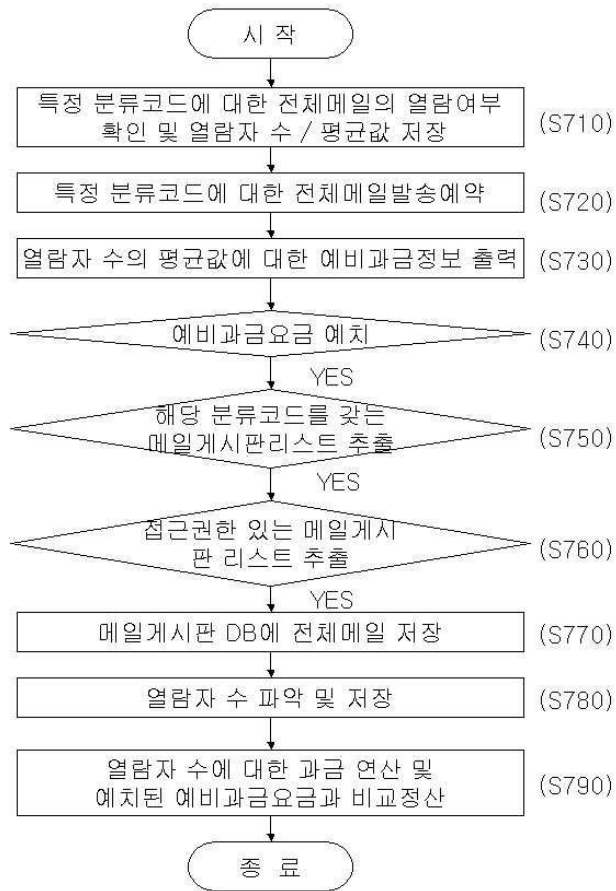 시 작
특정 분류코드에 대한 전체메일의 열람여부
확인 및 열람자 수 / 평균값 저장
(S710)
특정 분류코드에 대한 전체메일발송예약
(S720)
열람자 수의 평균값에 대한 예비과금정보 출력
(S730)
예비과금요금 예치
(S740)
YES
해당 분류코드를 갖는
메일게시판리스트 추출
(S750)
YES
접근권한 있는 메일게시
판 리스트 추출
(S760)
YES
메일게시판 DB에 전체메일 저장
(S770)
열람자 수 파악 및 저장
(S780)
열람자 수에 대한 과금 연산 및
예치된 예비과금요금과 비교정산
(S790)
종 료